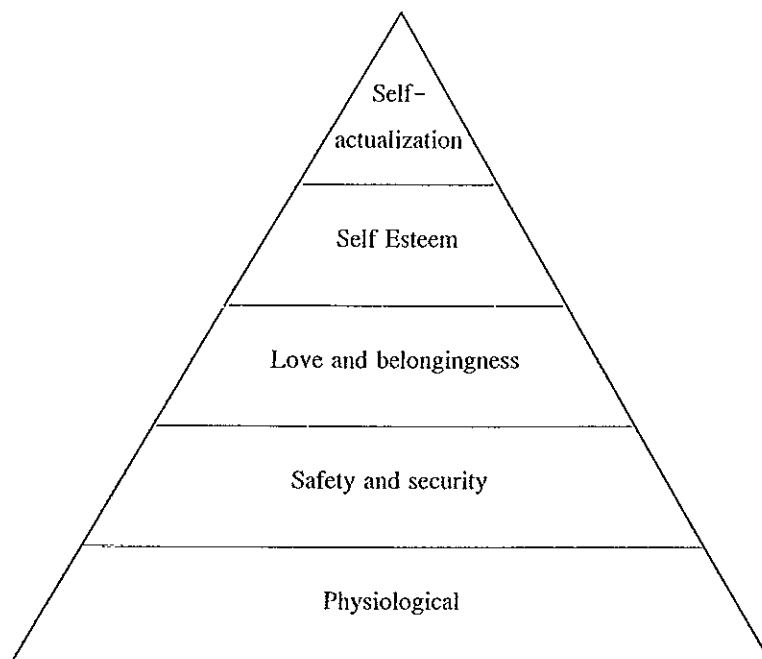 Self-
actualization
Self Esteem
Love and belongingness
Safety and security
Physiological